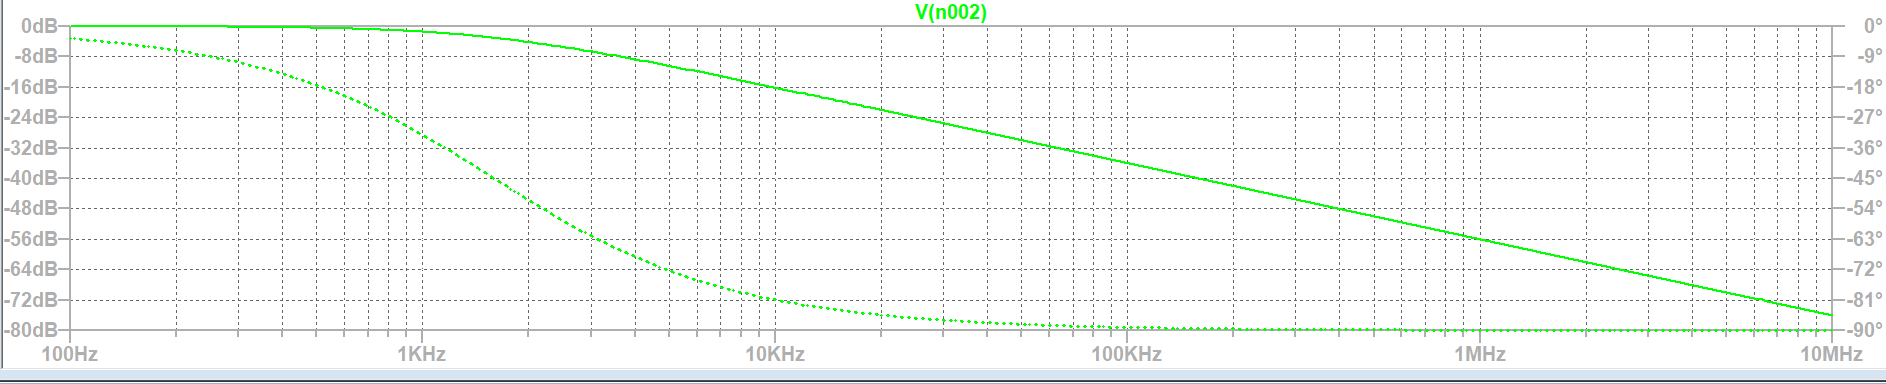 V(n002)
0dB 0°
-8dB -9°
-16dB -18°
-24dB -27°
-32dB -36°
-40dB -45°
-48dB -54°
-56dB -63°
-64dB -72°
-72dB -81°
-80dB -90°
100Hz 1KHz 10KHz 100KHz 1MHz 10MHz